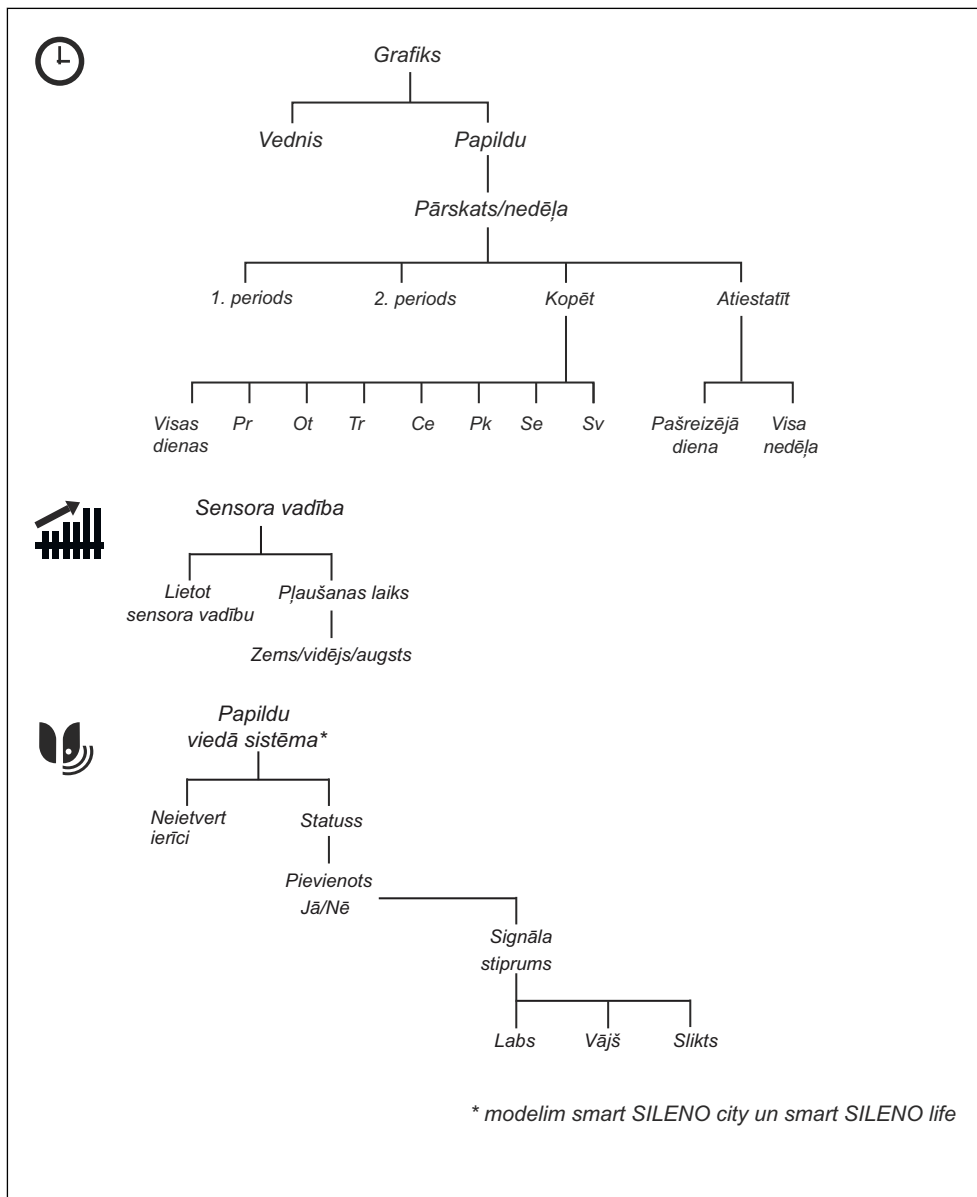 Grafiks
Vednis
Papildu
Pārskats/nedēļa
1. periods
2. periods
Kopēt
Atiestatīt
Visas
dienas
Pr
Ot
Tr
Ce
Pk
Se
Sv
Pašreizējā
diena
Visa
nedēļa
Sensora vadība
Lietot
sensora vadību
Pļaušanas laiks
Zems/vidējs/augsts
Papildu
viedā sistēma*
Neietvert
ierīci
Statuss
Pievienots
Jā/Nē
Signāla
stiprums
Labs
Vājš
Slikts
* modelim smart SILENO city un smart SILENO life